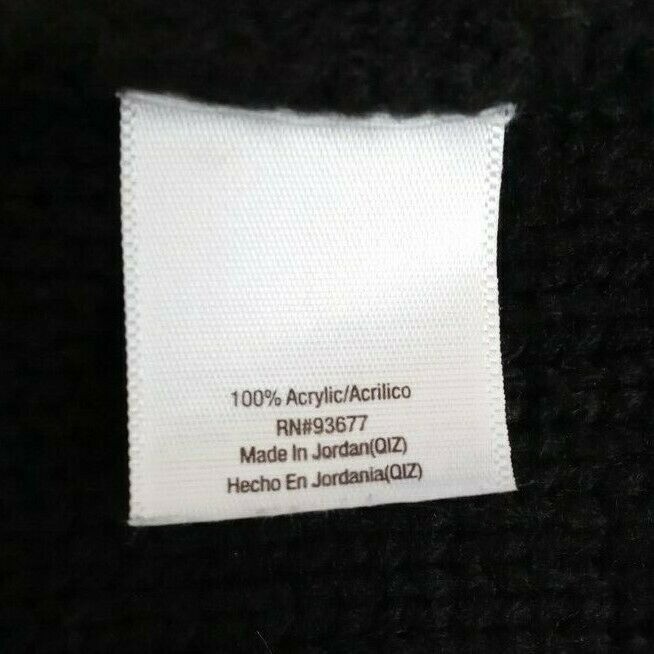 100% Acrylic/Acrilico
RN#93677
Made In Jordan(QIZ)
Hecho En Jordania(QIZ)